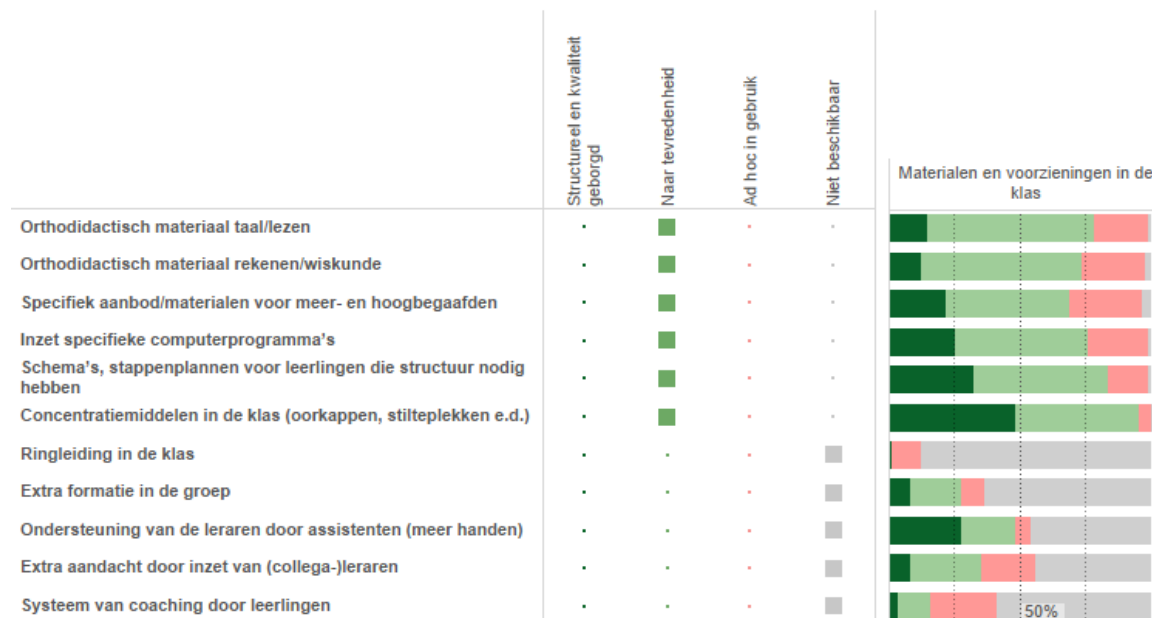 Structureel en kwaliteit
geborgd
Naar tevredenheid
Ad hoc in gebruik
Niet beschikbaar
Materialen en voorzieningen in de
klas
Orthodidactisch materiaal taal/lezen
Orthodidactisch materiaal rekenen/wiskunde
Specifiek aanbod/materialen voor meer- en hoogbegaafden
Inzet specifieke computerprogramma's
Schema's, stappenplannen voor leerlingen die structuur nodig
hebben
Concentratiemiddelen in de klas (oorkappen, stilteplekken e.d.)
Ringleiding in de klas
Extra formatie in de groep
Ondersteuning van de leraren door assistenten (meer handen)
Extra aandacht door inzet van (collega-)leraren
Systeem van coaching door leerlingen
50%